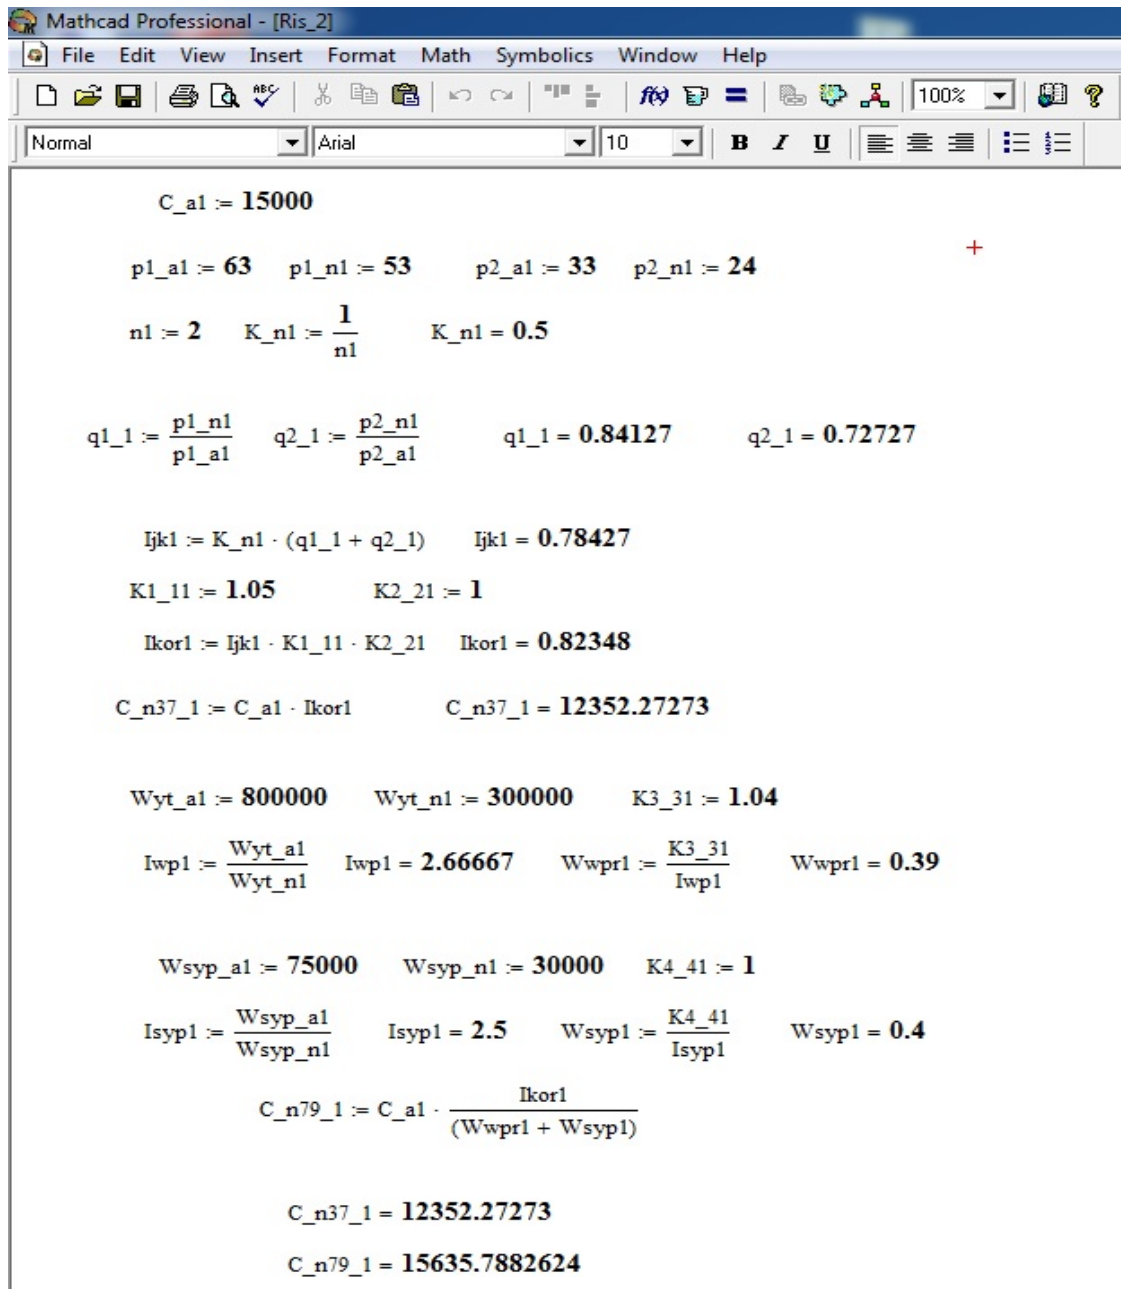 Mathcad Professional - [Ris_2]
File Edit View Insert Format Math Symbolics Window Help
100%
Normal Arial 10 B I U
C_a1 := 15000
p1_a1 := 63 p1_n1 := 53 p2_a1 := 33 p2_n1 := 24
n1 := 2 K_n1 := 1/n1 K_n1 = 0.5
q1_1 := p1_n1/p1_a1 q2_1 := p2_n1/p2_a1 q1_1 = 0.84127 q2_1 = 0.72727
Ijk1 := K_n1 · (q1_1 + q2_1) Ijk1 = 0.78427
K1_11 := 1.05 K2_21 := 1
Ikor1 := Ijk1 · K1_11 · K2_21 Ikor1 = 0.82348
C_n37_1 := C_a1 · Ikor1 C_n37_1 = 12352.27273
Wyt_a1 := 800000 Wyt_n1 := 300000 K3_31 := 1.04
Iwp1 := Wyt_a1/Wyt_n1 Iwp1 = 2.66667 Wwpr1 := K3_31/Iwp1 Wwpr1 = 0.39
Wsyp_a1 := 75000 Wsyp_n1 := 30000 K4_41 := 1
Isyp1 := Wsyp_a1/Wsyp_n1 Isyp1 = 2.5 Wsyp1 := K4_41/Isyp1 Wsyp1 = 0.4
C_n79_1 := C_a1 · Ikor1/(Wwpr1 + Wsyp1)
C_n37_1 = 12352.27273
C_n79_1 = 15635.7882624